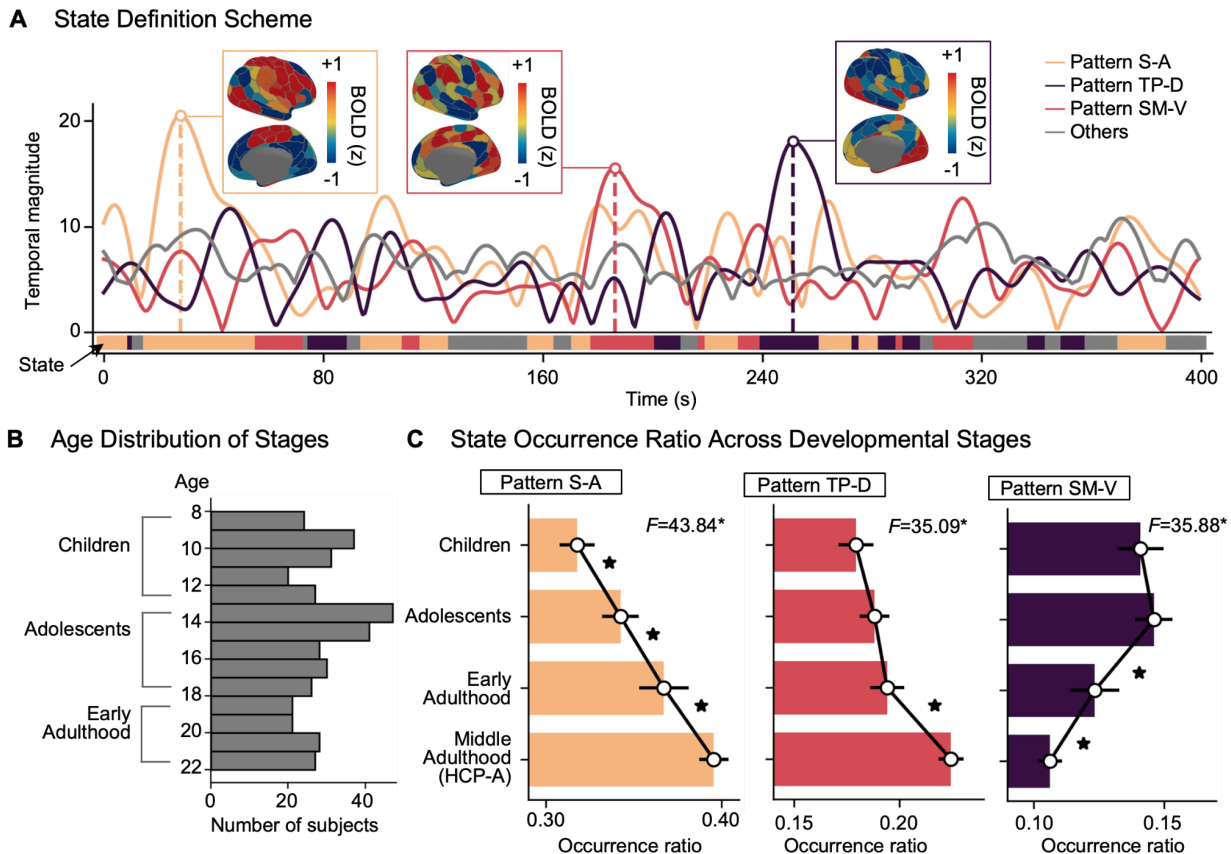 A State Definition Scheme
+1
BOLD (z)
-1
+1
BOLD (z)
-1
+1
BOLD (z)
-1
Pattern S-A
Pattern TP-D
Pattern SM-V
Others
Temporal magnitude
20
10
0
State
0 80 160 240 320 400
Time (s)
B Age Distribution of Stages
Age
8
10
12
14
16
18
20
22
Children
Adolescents
Early
Adulthood
0 20 40
Number of subjects
C State Occurrence Ratio Across Developmental Stages
Pattern S-A
F=43.84*
Children
Adolescents
Early
Adulthood
Middle
Adulthood
(HCP-A)
0.30 0.40
Occurrence ratio
Pattern TP-D
F=35.09*
0.15 0.20
Occurrence ratio
Pattern SM-V
F=35.88*
0.10 0.15
Occurrence ratio